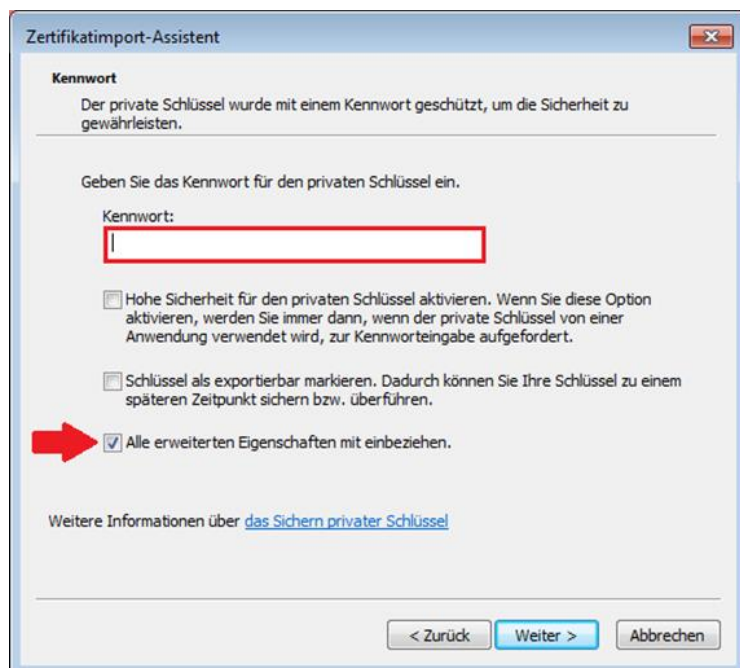 Zertifikatimport-Assistent
Kennwort
Der private Schlüssel wurde mit einem Kennwort geschützt, um die Sicherheit zu
gewährleisten.
Geben Sie das Kennwort für den privaten Schlüssel ein.
Kennwort:
Hohe Sicherheit für den privaten Schlüssel aktivieren. Wenn Sie diese Option
aktivieren, werden Sie immer dann, wenn der private Schlüssel von einer
Anwendung verwendet wird, zur Kennworteingabe aufgefordert.
Schlüssel als exportierbar markieren. Dadurch können Sie Ihre Schlüssel zu einem
späteren Zeitpunkt sichern bzw. überführen.
Alle erweiterten Eigenschaften mit einbeziehen.
Weitere Informationen über das Sichern privater Schlüssel
< Zurück
Weiter >
Abbrechen